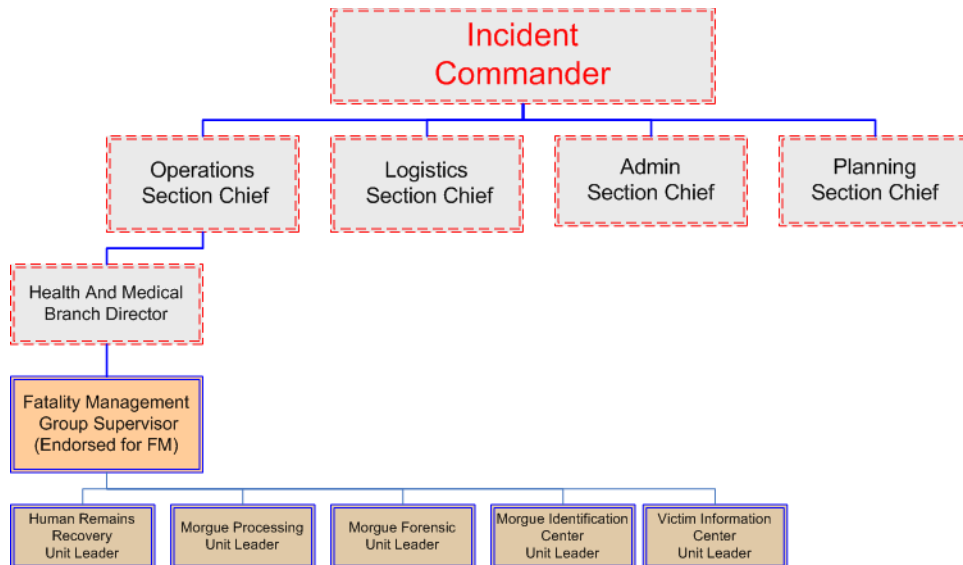 Incident
Commander
Operations
Section Chief
Logistics
Section Chief
Admin
Section Chief
Planning
Section Chief
Health And Medical
Branch Director
Fatality Management
Group Supervisor
(Endorsed for FM)
Human Remains
Recovery
Unit Leader
Morgue Processing
Unit Leader
Morgue Forensic
Unit Leader
Morgue Identification
Center
Unit Leader
Victim Information
Center
Unit Leader